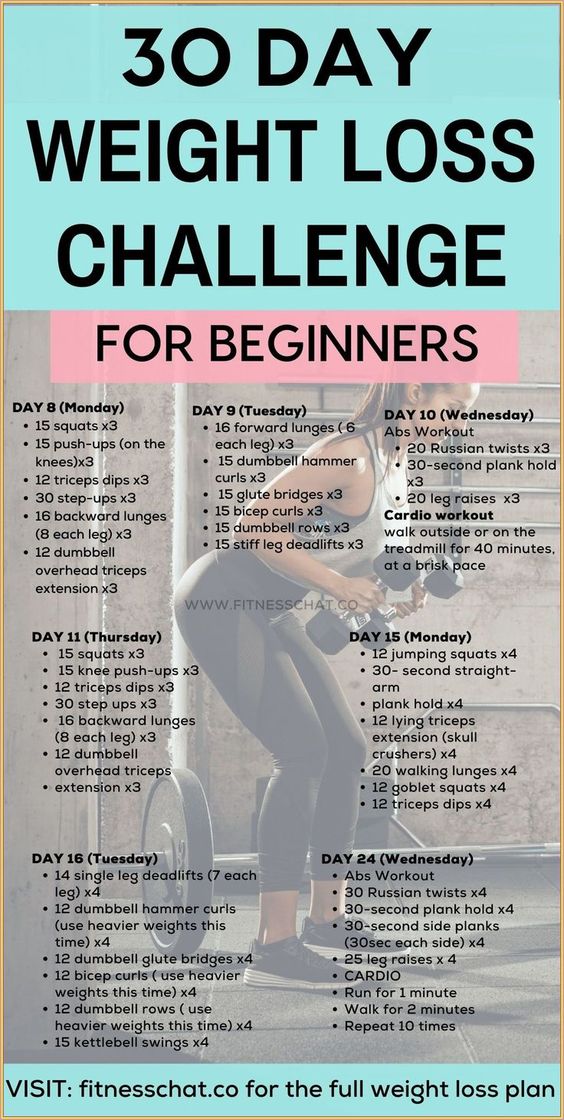 30 DAY
WEIGHT LOSS
CHALLENGE
FOR BEGINNERS
DAY 8 (Monday)
• 15 squats x3
• 15 push-ups (on the
knees)x3
• 12 triceps dips x3
• 30 step-ups x3
• 16 backward lunges
(8 each leg) x3
• 12 dumbbell
overhead triceps
extension x3
DAY 9 (Tuesday)
• 16 forward lunges ( 6
each leg) x3
• 15 dumbbell hammer
curls x3
• 15 glute bridges x3
• 15 bicep curls x3
• 15 dumbbell rows x3
• 15 stiff leg deadlifts x3
DAY 10 (Wednesday)
Abs Workout
• 20 Russian twists x3
• 30-second plank hold
x3
• 20 leg raises x3
Cardio workout
walk outside or on the
treadmill for 40 minutes,
at a brisk pace
WWW.FITNESSCHAT.CO
DAY 11 (Thursday)
• 15 squats x3
• 15 knee push-ups x3
• 12 triceps dips x3
• 30 step ups x3
• 16 backward lunges
(8 each leg) x3
• 12 dumbbell
overhead triceps
• extension x3
DAY 15 (Monday)
• 12 jumping squats x4
• 30- second straight-
arm
• plank hold x4
• 12 lying triceps
extension (skull
crushers) x4
• 20 walking lunges x4
• 12 goblet squats x4
• 12 triceps dips x4
DAY 16 (Tuesday)
• 14 single leg deadlifts (7 each
leg) x4
• 12 dumbbell hammer curls
(use heavier weights this
time) x4
• 12 dumbbell glute bridges x4
• 12 bicep curls ( use heavier
weights this time) x4
• 12 dumbbell rows ( use
heavier weights this time) x4
• 15 kettlebell swings x4
DAY 24 (Wednesday)
• Abs Workout
• 30 Russian twists x4
• 30-second plank hold x4
• 30-second side planks
(30sec each side) x4
• 25 leg raises x 4
• CARDIO
• Run for 1 minute
• Walk for 2 minutes
• Repeat 10 times
VISIT: fitnesschat.co for the full weight loss plan